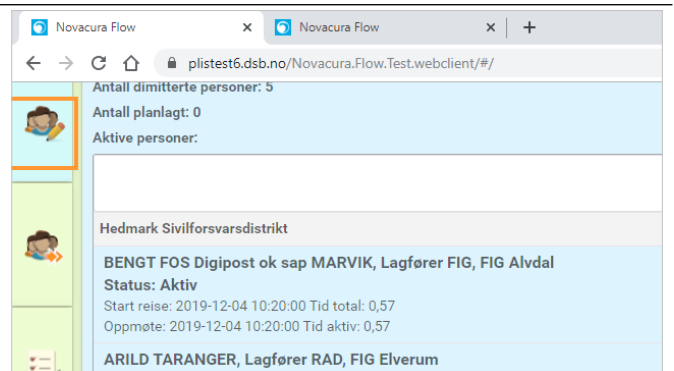 Novacura Flow
Novacura Flow
plistest6.dsb.no/Novacura.Flow.Test.webclient/#/
Antall dimitterte personer: 5
Antall planlagt: 0
Aktive personer:
Hedmark Sivilforsvarsdistrikt
BENGT FOS Digipost ok sap MARVIK, Lagfører FIG, FIG Alvdal
Status: Aktiv
Start reise: 2019-12-04 10:20:00 Tid total: 0,57
Oppmøte: 2019-12-04 10:20:00 Tid aktiv: 0,57
ARILD TARANGER, Lagfører RAD, FIG Elverum